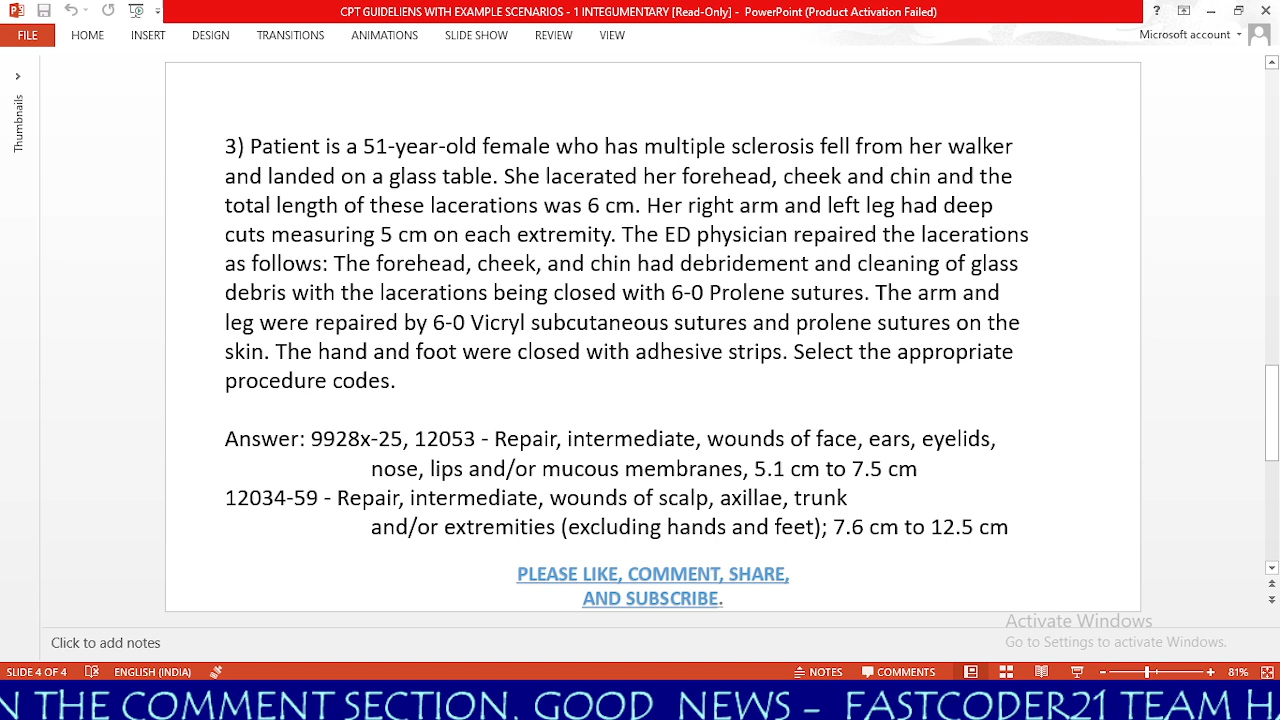 CPT GUIDELIENS WITH EXAMPLE SCENARIOS - 1 INTEGUMENTARY [Read-Only] - PowerPoint (Product Activation Failed)
FILE HOME INSERT DESIGN TRANSITIONS ANIMATIONS SLIDE SHOW REVIEW VIEW Microsoft account
Thumbnails
3) Patient is a 51-year-old female who has multiple sclerosis fell from her walker
and landed on a glass table. She lacerated her forehead, cheek and chin and the
total length of these lacerations was 6 cm. Her right arm and left leg had deep
cuts measuring 5 cm on each extremity. The ED physician repaired the lacerations
as follows: The forehead, cheek, and chin had debridement and cleaning of glass
debris with the lacerations being closed with 6-0 Prolene sutures. The arm and
leg were repaired by 6-0 Vicryl subcutaneous sutures and prolene sutures on the
skin. The hand and foot were closed with adhesive strips. Select the appropriate
procedure codes.
Answer: 9928x-25, 12053 - Repair, intermediate, wounds of face, ears, eyelids,
nose, lips and/or mucous membranes, 5.1 cm to 7.5 cm
12034-59 - Repair, intermediate, wounds of scalp, axillae, trunk
and/or extremities (excluding hands and feet); 7.6 cm to 12.5 cm
PLEASE LIKE, COMMENT, SHARE,
AND SUBSCRIBE.
Activate Windows
Go to Settings to activate Windows.
Click to add notes
SLIDE 4 OF 4 ENGLISH (INDIA) NOTES COMMENTS 81%
N THE COMMENT SECTION. GOOD NEWS - FASTCODER21 TEAM H